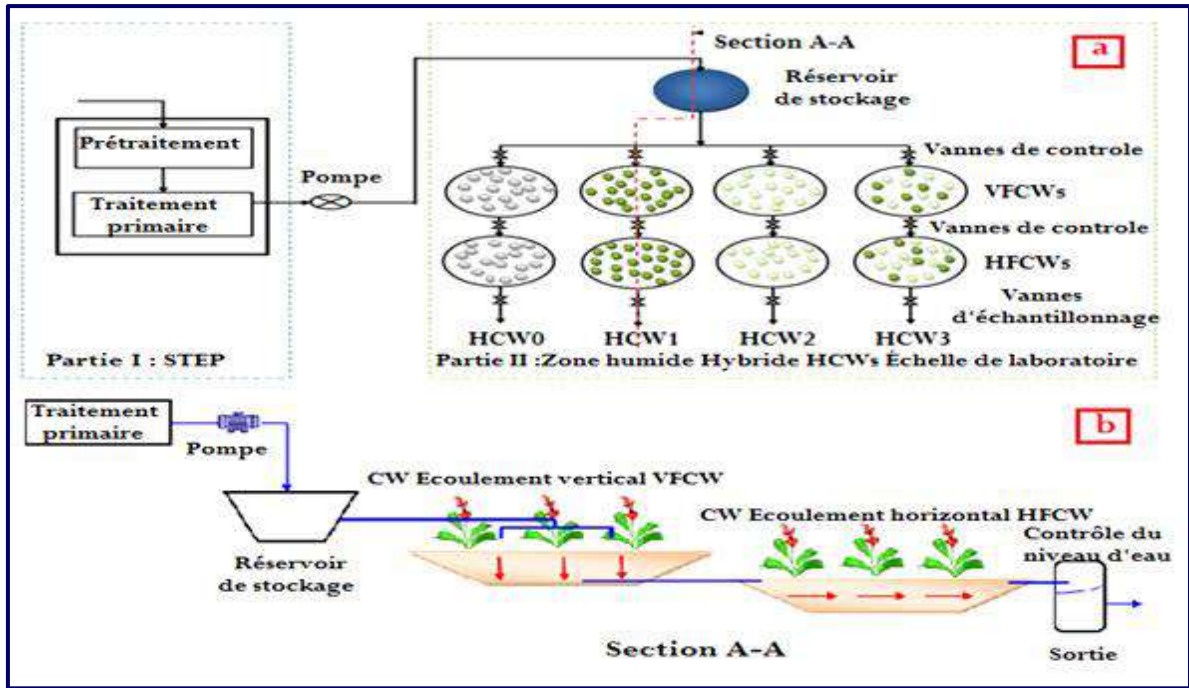 Section A-A
a
Réservoir
de stockage
Prétraitement
Pompe
Traitement
primaire
Vannes de controle
VFCWs
Vannes de controle
HFCWs
Vannes
d'échantillonnage
HCW0
HCW1
HCW2
HCW3
Partie I : STEP
Partie II :Zone humide Hybride HCWs Échelle de laboratoire
Traitement
primaire
Pompe
b
CW Ecoulement vertical VFCW
CW Ecoulement horizontal HFCW
Contrôle du
niveau d'eau
Réservoir
de stockage
Section A-A
Sortie